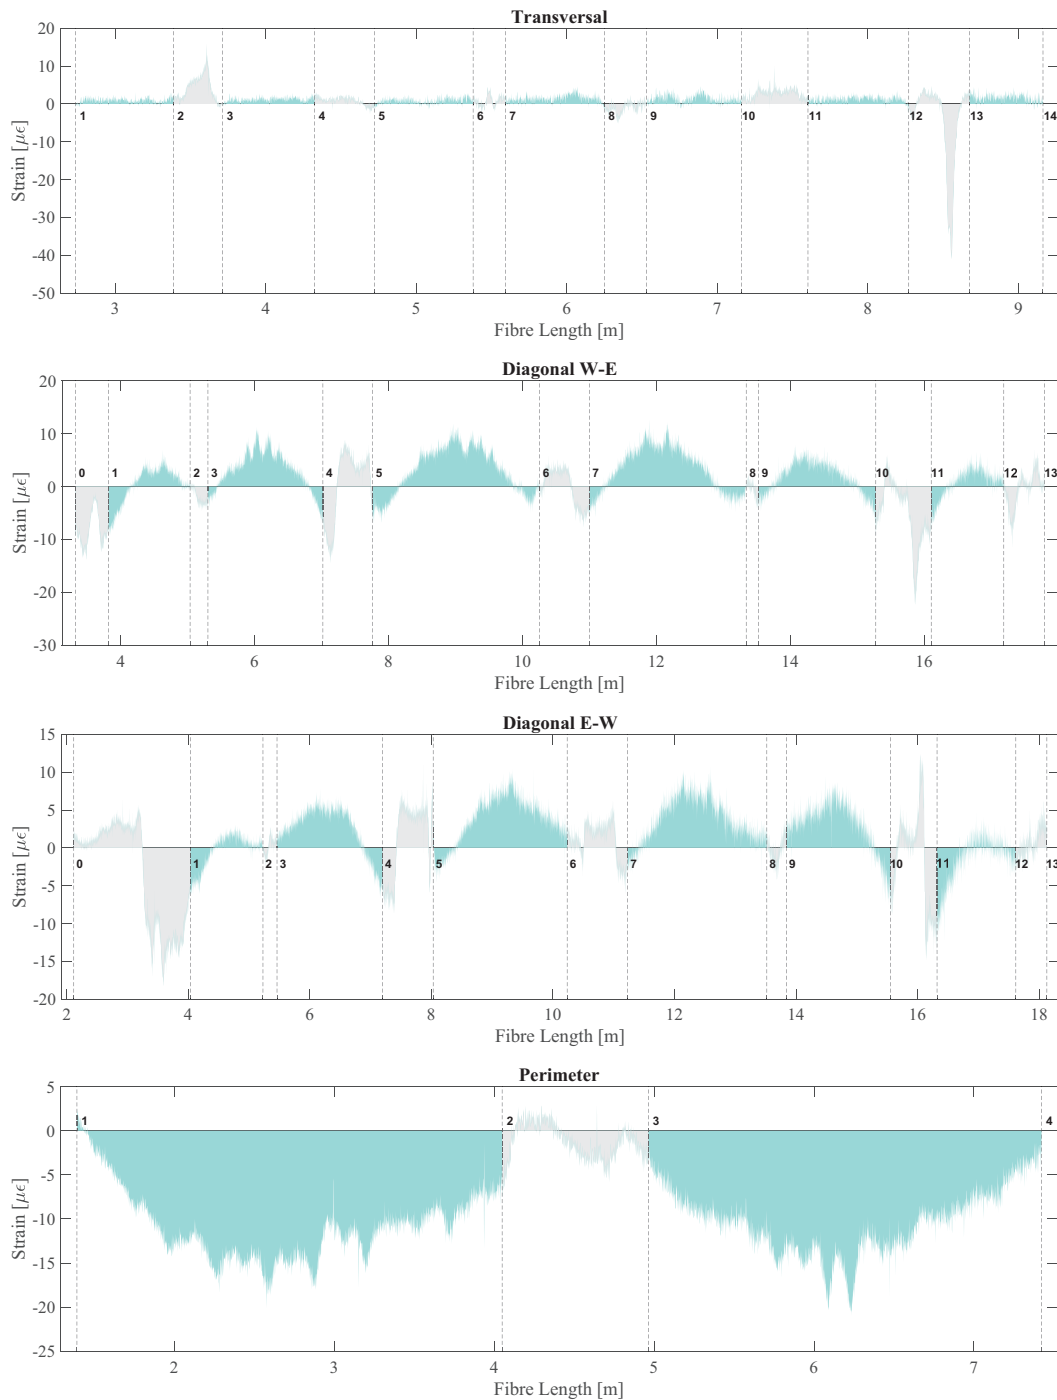 Transversal
20
10
0
-10
-20
-30
-40
-50
Strain [με]
1 2 3 4 5 6 7 8 9 10 11 12 13 14
3 4 5 6 7 8 9
Fibre Length [m]
Diagonal W-E
20
10
0
-10
-20
-30
Strain [με]
0 1 2 3 4 5 6 7 8 9 10 11 12 13
4 6 8 10 12 14 16
Fibre Length [m]
Diagonal E-W
15
10
5
0
-5
-10
-15
-20
Strain [με]
0 1 2 3 4 5 6 7 8 9 10 11 12 13
2 4 6 8 10 12 14 16 18
Fibre Length [m]
Perimeter
5
0
-5
-10
-15
-20
-25
Strain [με]
1 2 3 4
2 3 4 5 6 7
Fibre Length [m]